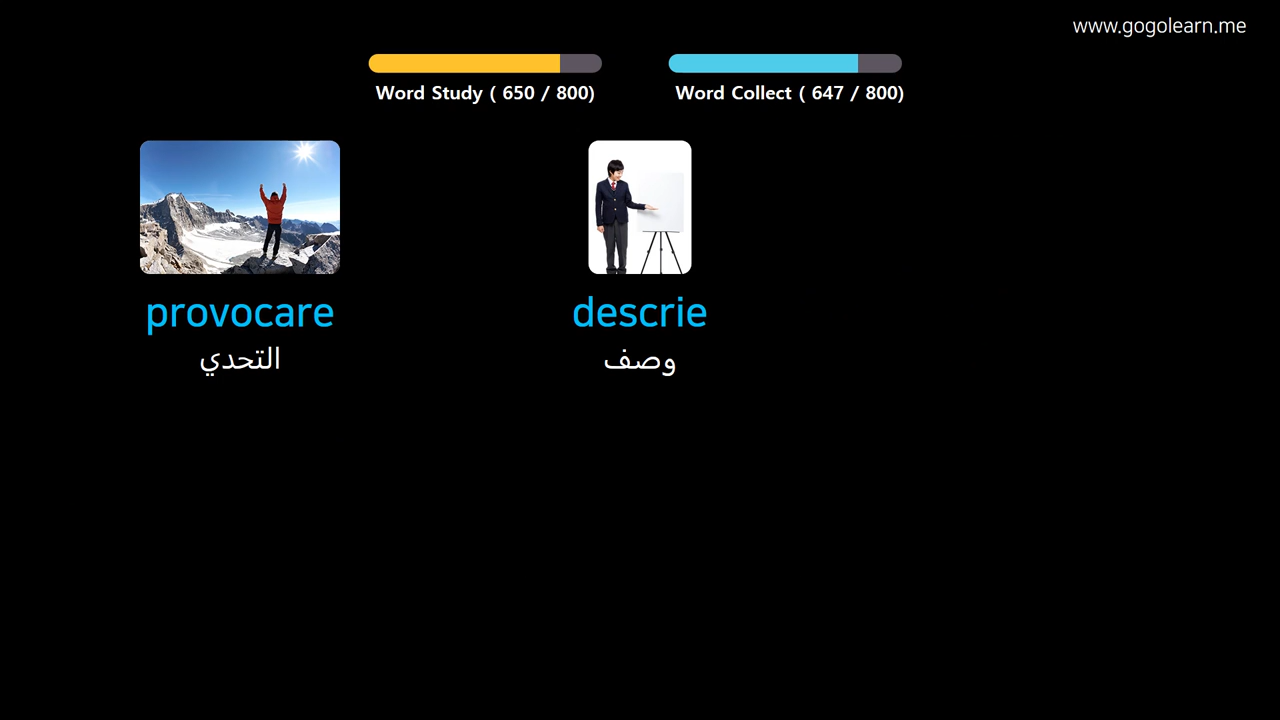 www.gogolearn.me
Word Study ( 650 / 800)
Word Collect ( 647 / 800)
provocare
التحدي
descrie
وصف